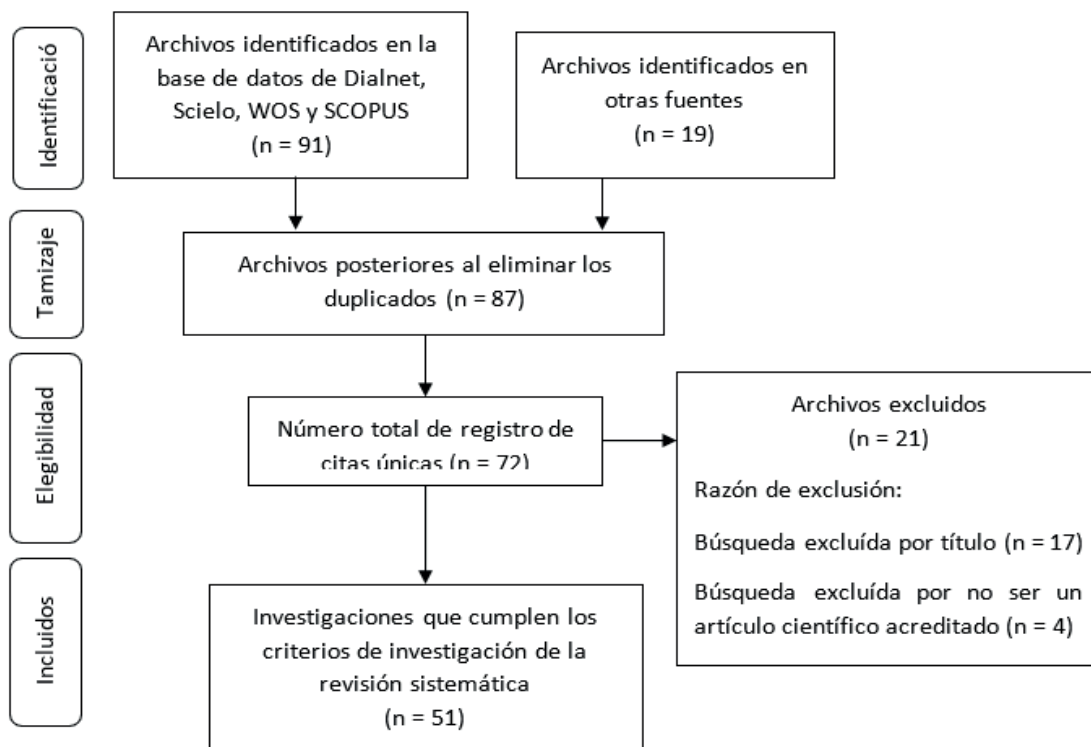 Identificació
Archivos identificados en la
base de datos de Dialnet,
Scielo, WOS y SCOPUS
(n = 91)
Archivos identificados en
otras fuentes
(n = 19)
Tamizaje
Archivos posteriores al eliminar los
duplicados (n = 87)
Elegibilidad
Número total de registro de
citas únicas (n = 72)
Archivos excluidos
(n = 21)
Razón de exclusión:
Búsqueda excluída por título (n = 17)
Búsqueda excluída por no ser un
artículo científico acreditado (n = 4)
Incluidos
Investigaciones que cumplen los
criterios de investigación de la
revisión sistemática
(n = 51)